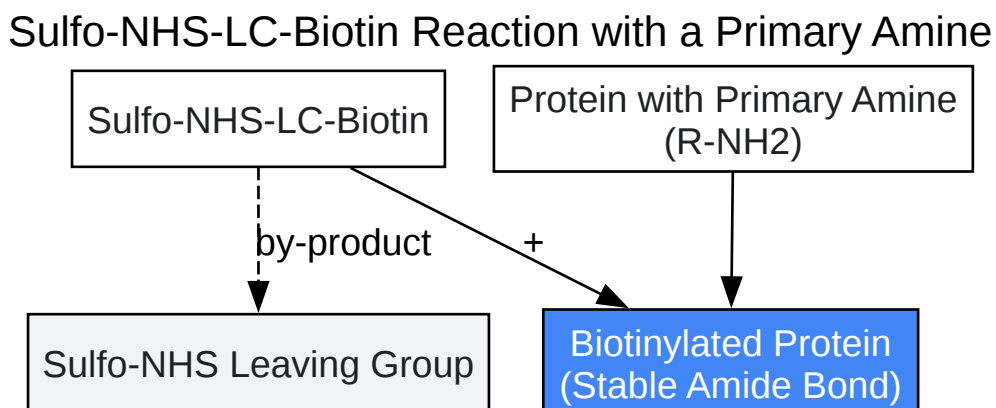 Sulfo-NHS-LC-Biotin Reaction with a Primary Amine
Sulfo-NHS-LC-Biotin
Protein with Primary Amine
(R-NH2)
by-product
+
Sulfo-NHS Leaving Group
Biotinylated Protein
(Stable Amide Bond)